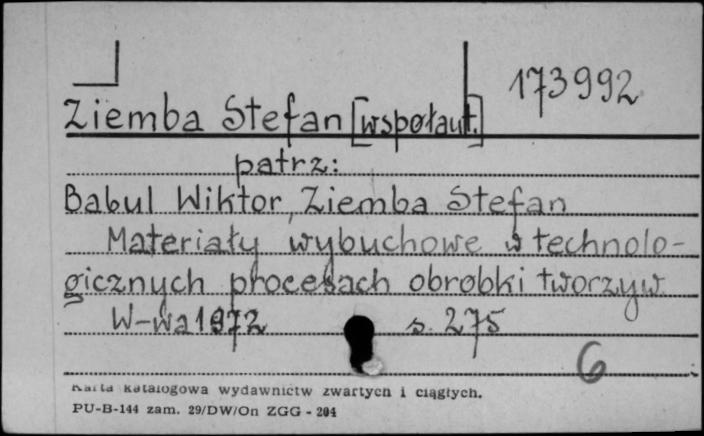 173992
Ziemba Stefan [współaut.]
patrz:
Babul Wiktor, Ziemba Stefan
Materiały wybuchowe w technolo-
gicznych procesach obróbki tworzyw.
W-wa 1972 s. 275
6
Karta katalogowa wydawnictw zwartych i ciągłych.
PU-B-144 zam. 29/DW/On ZGG - 204